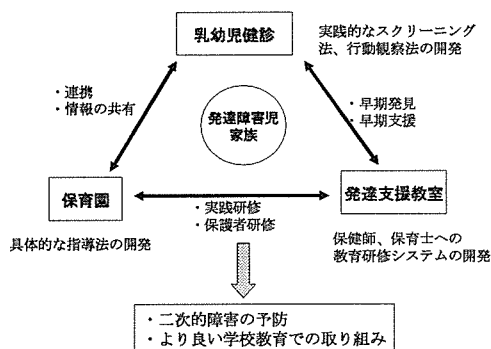 乳幼児健診
実践的なスクリーニング
法、行動観察法の開発
・連携
・情報の共有
発達障害児
家族
・早期発見
・早期支援
保育園
発達支援教室
・実践研修
・保護者研修
具体的な指導法の開発
保健師、保育士への
教育研修システムの開発
・二次的障害の予防
・より良い学校教育での取り組み